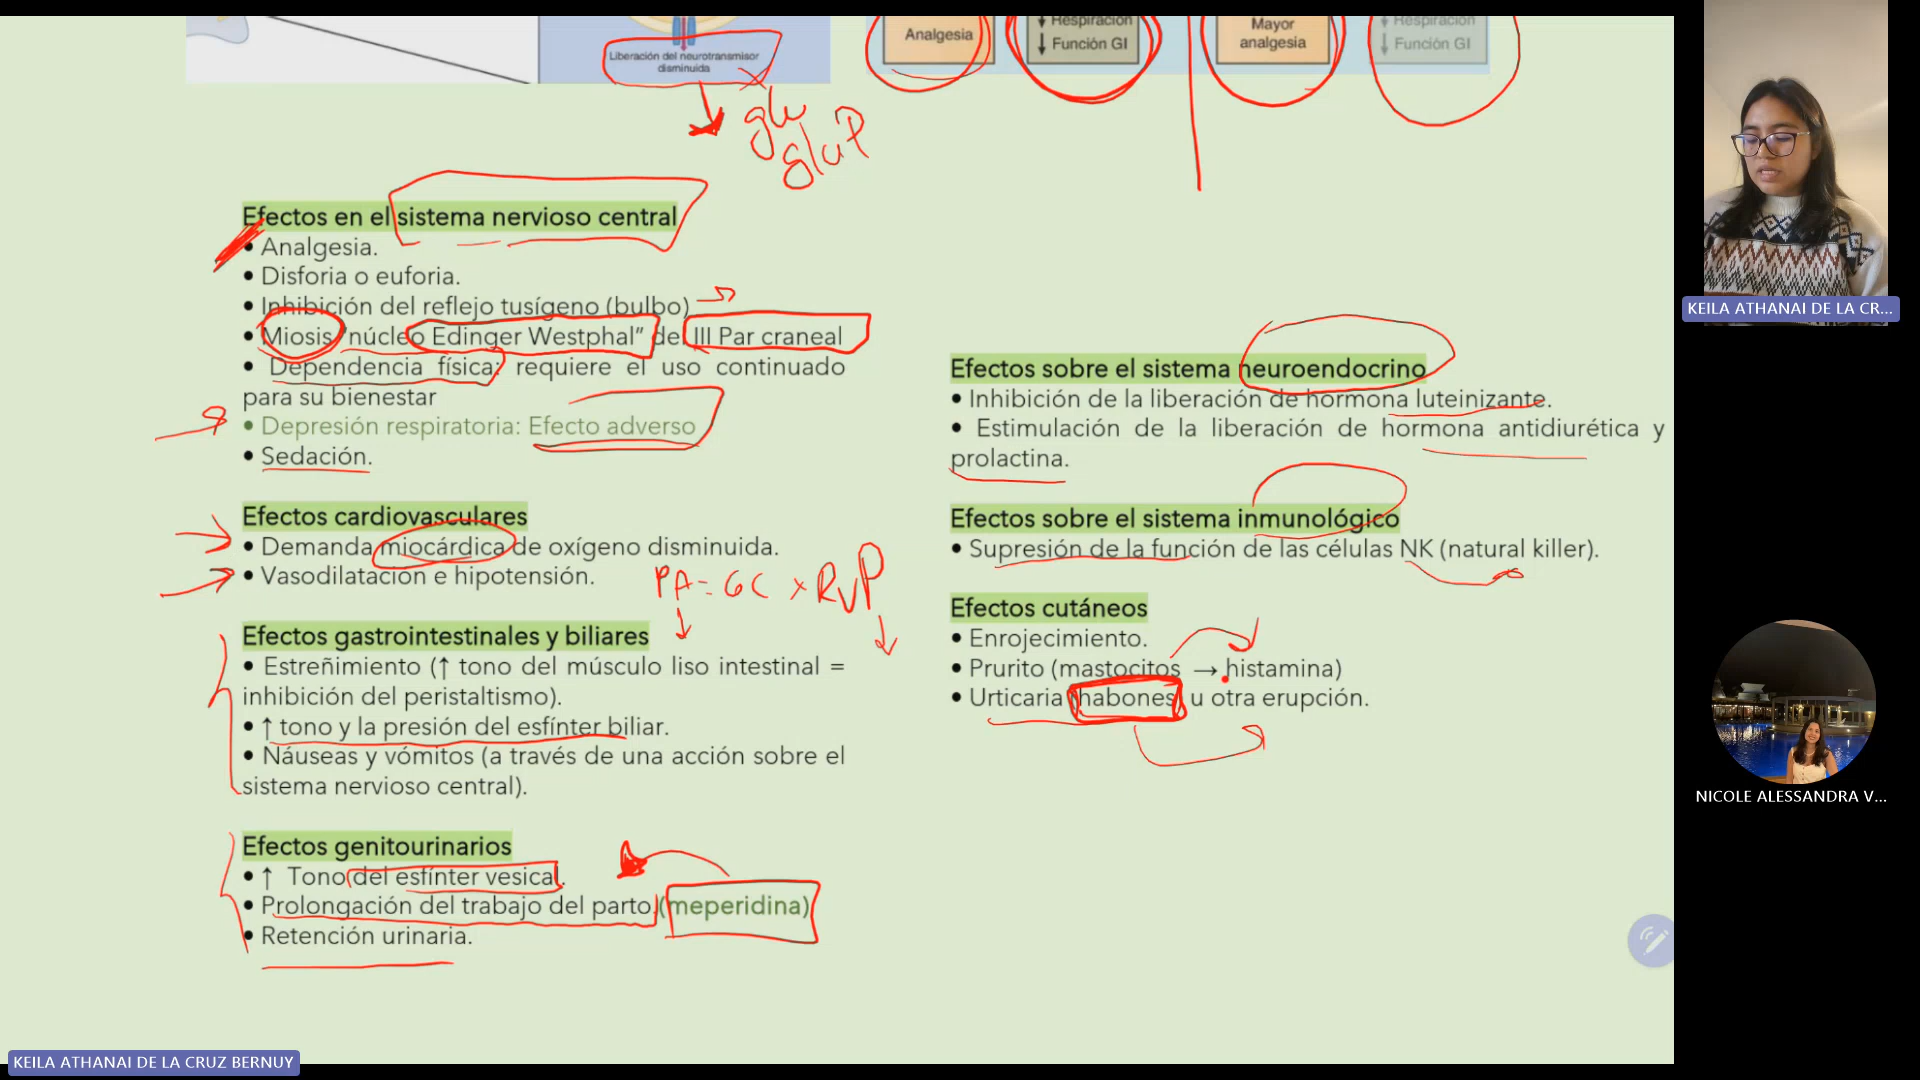 Liberación del neurotransmisor
disminuida
Analgesia
↓ Respiración
↓ Función GI
Mayor
analgesia
↓ Respiración
↓ Función GI
glu
glu P
Efectos en el sistema nervioso central
• Analgesia.
• Disforia o euforia.
• Inhibición del reflejo tusígeno (bulbo)
• Miosis "núcleo Edinger Westphal" del III Par craneal
• Dependencia física: requiere el uso continuado
para su bienestar
• Depresión respiratoria: Efecto adverso
• Sedación.
Efectos cardiovasculares
• Demanda miocárdica de oxígeno disminuida.
• Vasodilatación e hipotensión.
PA = GC x RVP
Efectos gastrointestinales y biliares
• Estreñimiento (↑ tono del músculo liso intestinal =
inhibición del peristaltismo).
• ↑ tono y la presión del esfínter biliar.
• Náuseas y vómitos (a través de una acción sobre el
sistema nervioso central).
Efectos genitourinarios
• ↑ Tono del esfínter vesical.
• Prolongación del trabajo del parto. (meperidina)
• Retención urinaria.
Efectos sobre el sistema neuroendocrino
• Inhibición de la liberación de hormona luteinizante.
• Estimulación de la liberación de hormona antidiurética y
prolactina.
Efectos sobre el sistema inmunológico
• Supresión de la función de las células NK (natural killer).
Efectos cutáneos
• Enrojecimiento.
• Prurito (mastocitos → histamina)
• Urticaria (habones) u otra erupción.
KEILA ATHANAI DE LA CR...
NICOLE ALESSANDRA V...
KEILA ATHANAI DE LA CRUZ BERNUY